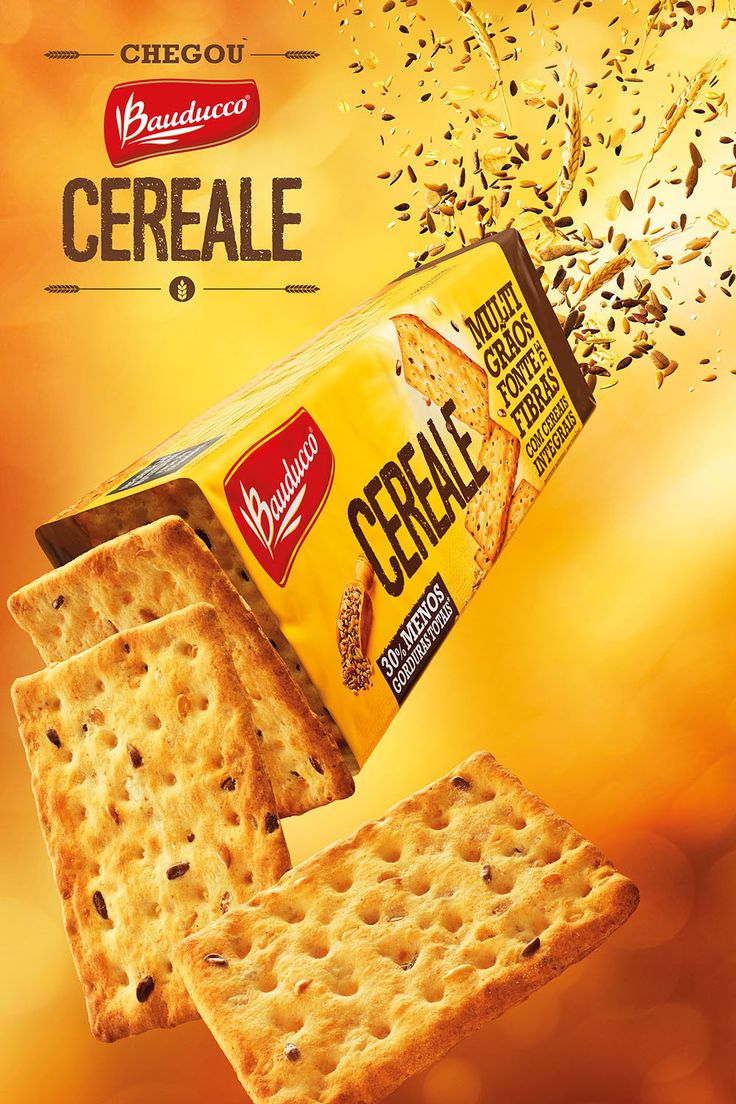 CHEGOU
Bauducco
CEREALE
Bauducco
CEREALE
MULTI
GRÃOS
FONTE DE
FIBRAS
COM CEREAIS
INTEGRAIS
30% MENOS
GORDURAS TOTAIS